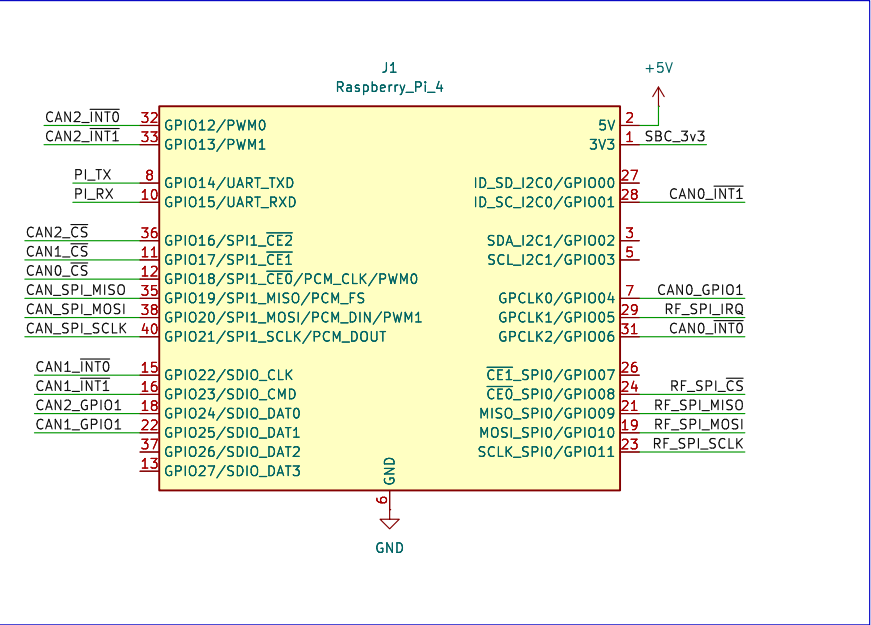 J1
Raspberry_Pi_4
+5V
CAN2_INT0 32 GPIO12/PWM0 5V 2
CAN2_INT1 33 GPIO13/PWM1 3V3 1 SBC_3v3
PI_TX 8 GPIO14/UART_TXD ID_SD_I2C0/GPIO00 27
PI_RX 10 GPIO15/UART_RXD ID_SC_I2C0/GPIO01 28 CAN0_INT1
CAN2_CS 36 GPIO16/SPI1_CE2 SDA_I2C1/GPIO02 3
CAN1_CS 11 GPIO17/SPI1_CE1 SCL_I2C1/GPIO03 5
CAN0_CS 12 GPIO18/SPI1_CE0/PCM_CLK/PWM0
CAN_SPI_MISO 35 GPIO19/SPI1_MISO/PCM_FS GPCLK0/GPIO04 7 CAN0_GPIO1
CAN_SPI_MOSI 38 GPIO20/SPI1_MOSI/PCM_DIN/PWM1 GPCLK1/GPIO05 29 RF_SPI_IRQ
CAN_SPI_SCLK 40 GPIO21/SPI1_SCLK/PCM_DOUT GPCLK2/GPIO06 31 CAN0_INT0
CAN1_INT0 15 GPIO22/SDIO_CLK CE1_SPI0/GPIO07 26
CAN1_INT1 16 GPIO23/SDIO_CMD CE0_SPI0/GPIO08 24 RF_SPI_CS
CAN2_GPIO1 18 GPIO24/SDIO_DAT0 MISO_SPI0/GPIO09 21 RF_SPI_MISO
CAN1_GPIO1 22 GPIO25/SDIO_DAT1 MOSI_SPI0/GPIO10 19 RF_SPI_MOSI
37 GPIO26/SDIO_DAT2 SCLK_SPI0/GPIO11 23 RF_SPI_SCLK
13 GPIO27/SDIO_DAT3
GND
6
GND